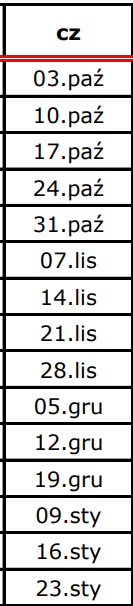 cz
03.paź
10.paź
17.paź
24.paź
31.paź
07.lis
14.lis
21.lis
28.lis
05.gru
12.gru
19.gru
09.sty
16.sty
23.sty